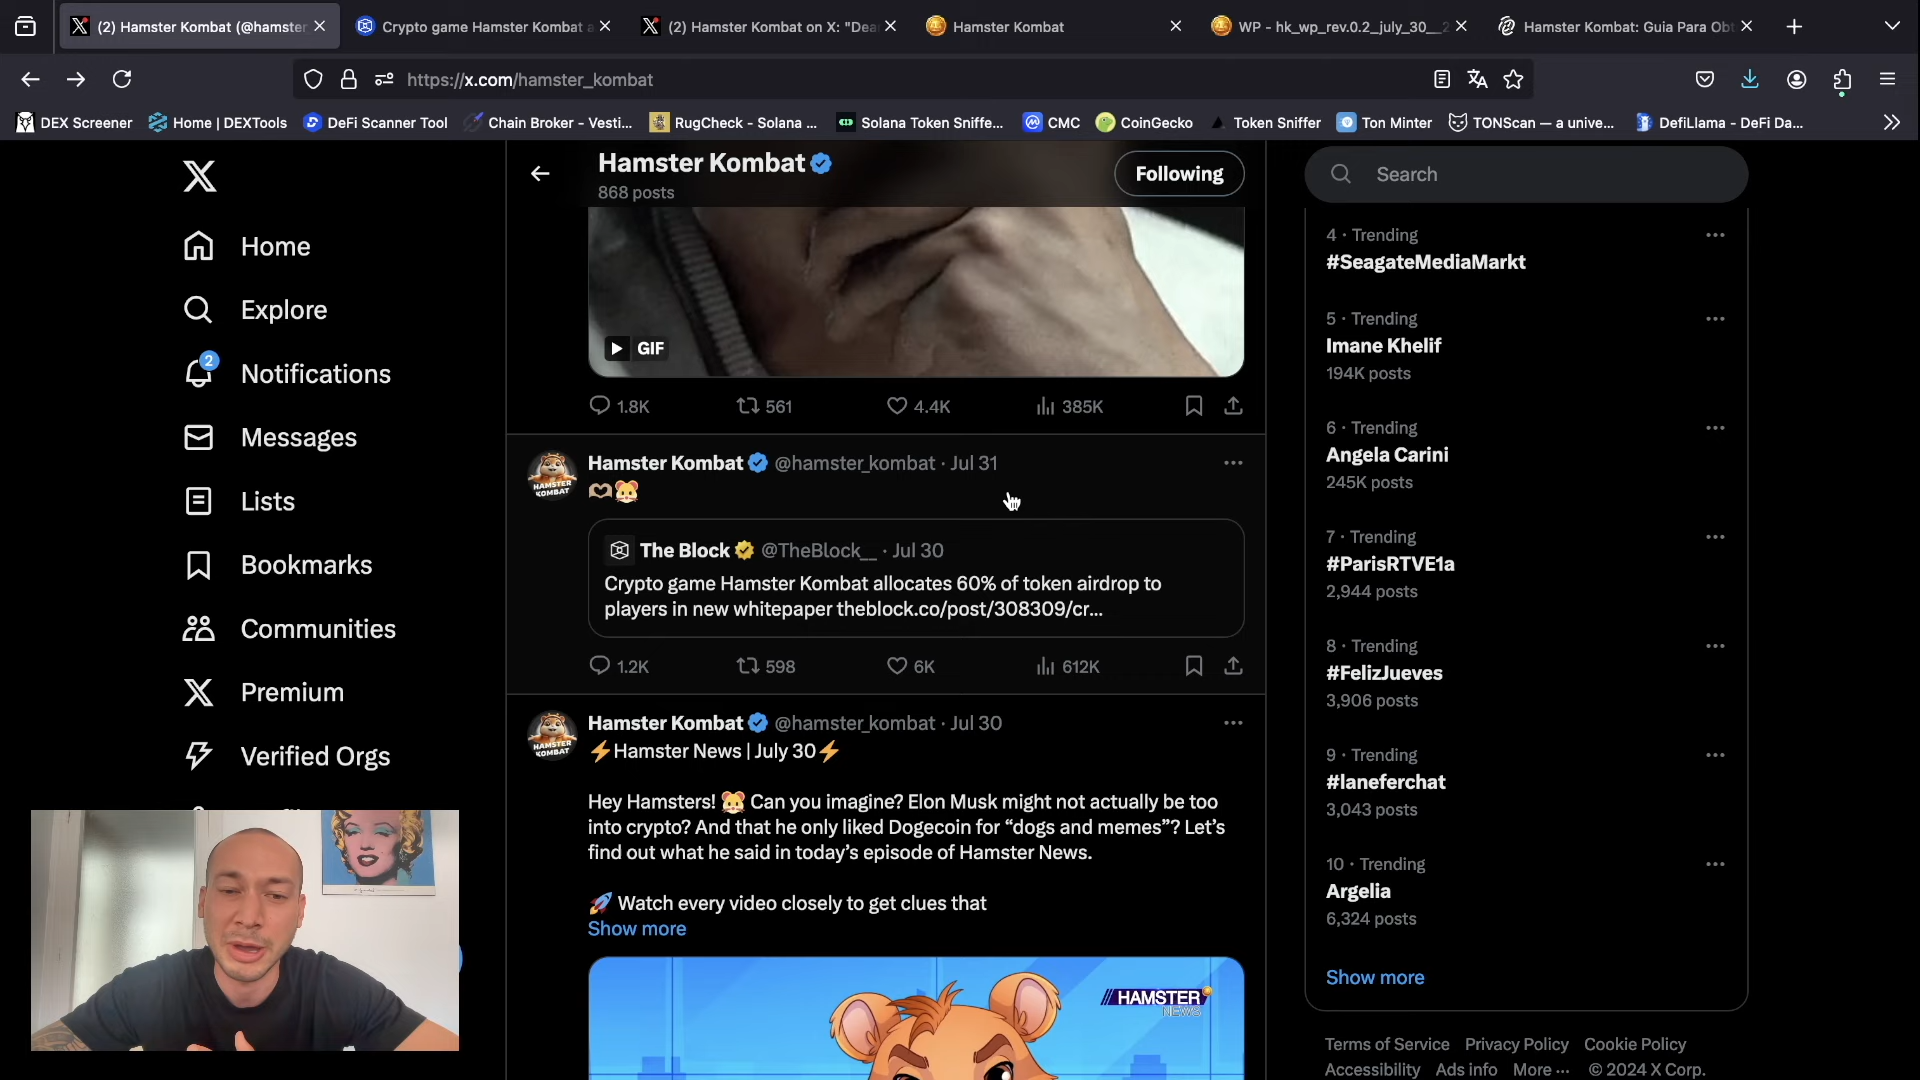 (2) Hamster Kombat (@hamste
Crypto game Hamster Kombat a
(2) Hamster Kombat on X: "Dea
Hamster Kombat
WP - hk_wp_rev.0.2_july_30__2
Hamster Kombat: Guia Para Obt
https://x.com/hamster_kombat
DEX Screener
Home | DEXTools
DeFi Scanner Tool
Chain Broker - Vesti...
RugCheck - Solana ...
Solana Token Sniffe...
CMC
CoinGecko
Token Sniffer
Ton Minter
TONScan — a unive...
DefiLlama - DeFi Da...
Home
Explore
2
Notifications
Messages
Lists
Bookmarks
Communities
Premium
Verified Orgs
Hamster Kombat
868 posts
Following
GIF
1.8K 561 4.4K 385K
Hamster Kombat @hamster_kombat · Jul 31
🫶🏽🐹
The Block @TheBlock__ · Jul 30
Crypto game Hamster Kombat allocates 60% of token airdrop to
players in new whitepaper theblock.co/post/308309/cr...
1.2K 598 6K 612K
Hamster Kombat @hamster_kombat · Jul 30
⚡Hamster News | July 30⚡
Hey Hamsters! 🐹 Can you imagine? Elon Musk might not actually be too
into crypto? And that he only liked Dogecoin for “dogs and memes”? Let’s
find out what he said in today’s episode of Hamster News.
🚀 Watch every video closely to get clues that
Show more
HAMSTER
NEWS
HAMSTER
KOMBAT
HAMSTER
KOMBAT
Search
4 · Trending
#SeagateMediaMarkt
5 · Trending
Imane Khelif
194K posts
6 · Trending
Angela Carini
245K posts
7 · Trending
#ParisRTVE1a
2,944 posts
8 · Trending
#FelizJueves
3,906 posts
9 · Trending
#laneferchat
3,043 posts
10 · Trending
Argelia
6,324 posts
Show more
Terms of Service Privacy Policy Cookie Policy
Accessibility Ads info More ··· © 2024 X Corp.